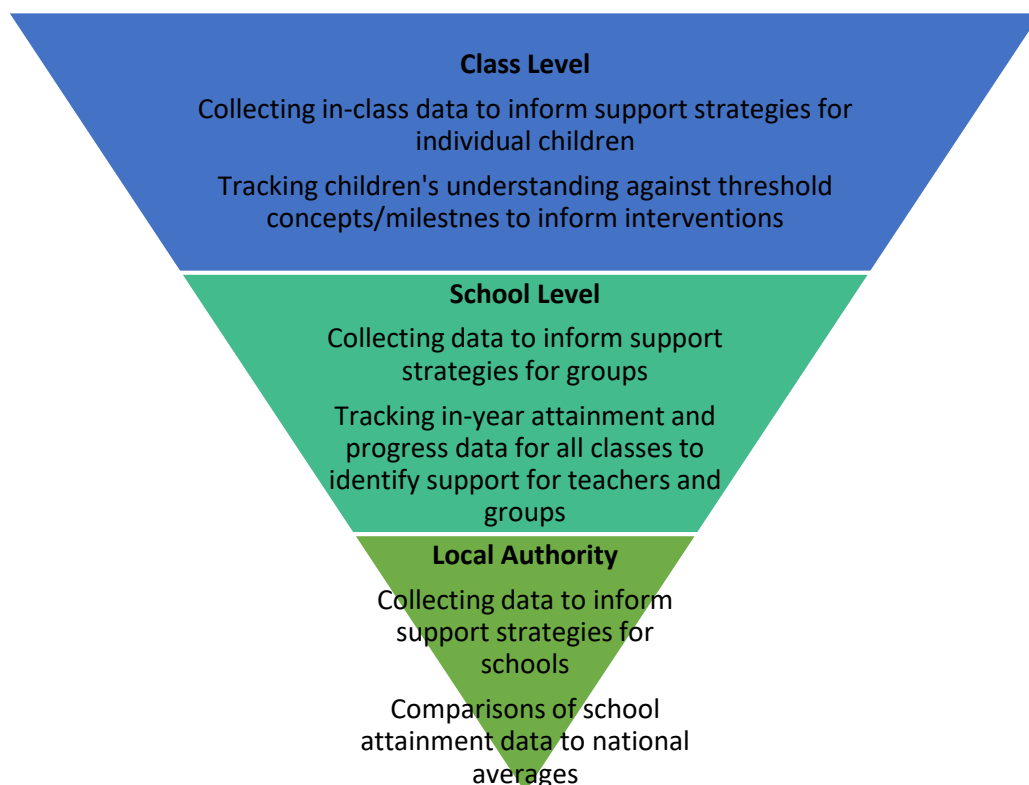 Class Level
Collecting in-class data to inform support strategies for
individual children
Tracking children's understanding against threshold
concepts/milestnes to inform interventions
School Level
Collecting data to inform support
strategies for groups
Tracking in-year attainment and
progress data for all classes to
identify support for teachers and
groups
Local Authority
Collecting data to inform
support strategies for
schools
Comparisons of school
attainment data to national
averages